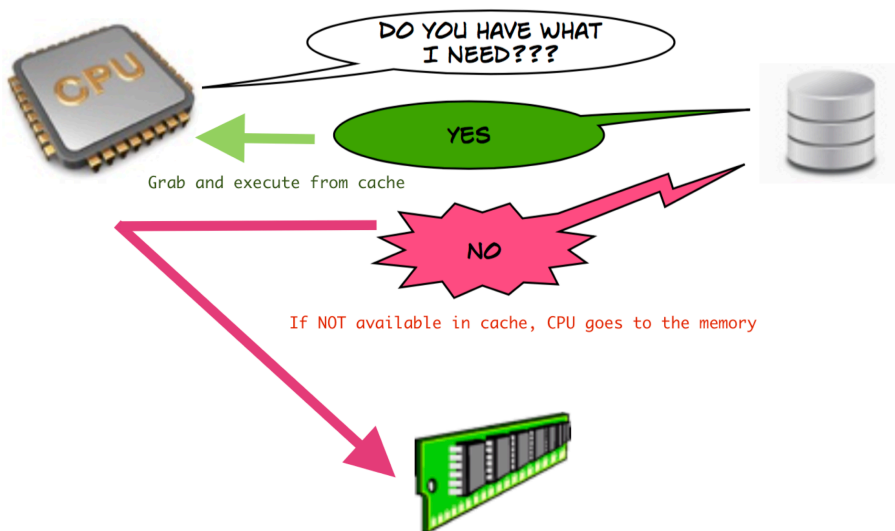 DO YOU HAVE WHAT
I NEED???
CPU
YES
Grab and execute from cache
NO
If NOT available in cache, CPU goes to the memory